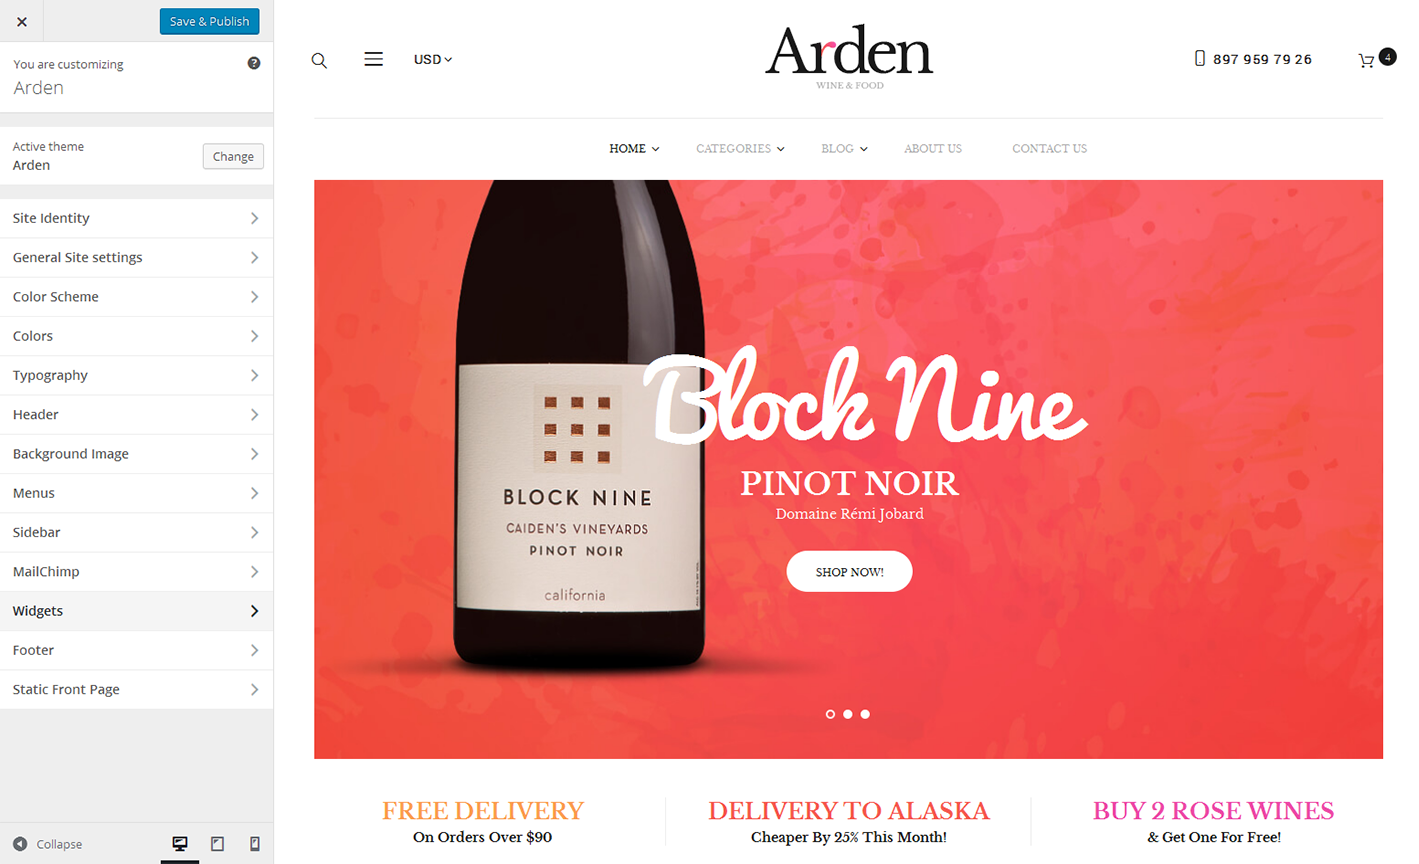 Save & Publish
You are customizing
Arden
Active theme
Arden
Change
Site Identity
General Site settings
Color Scheme
Colors
Typography
Header
Background Image
Menus
Sidebar
MailChimp
Widgets
Footer
Static Front Page
Collapse
USD
Arden
WINE & FOOD
897 959 79 26
4
HOME
CATEGORIES
BLOG
ABOUT US
CONTACT US
BLOCK NINE
CAIDEN'S VINEYARDS
PINOT NOIR
california
Block Nine
PINOT NOIR
Domaine Rémi Jobard
SHOP NOW!
FREE DELIVERY
On Orders Over $90
DELIVERY TO ALASKA
Cheaper By 25% This Month!
BUY 2 ROSE WINES
& Get One For Free!